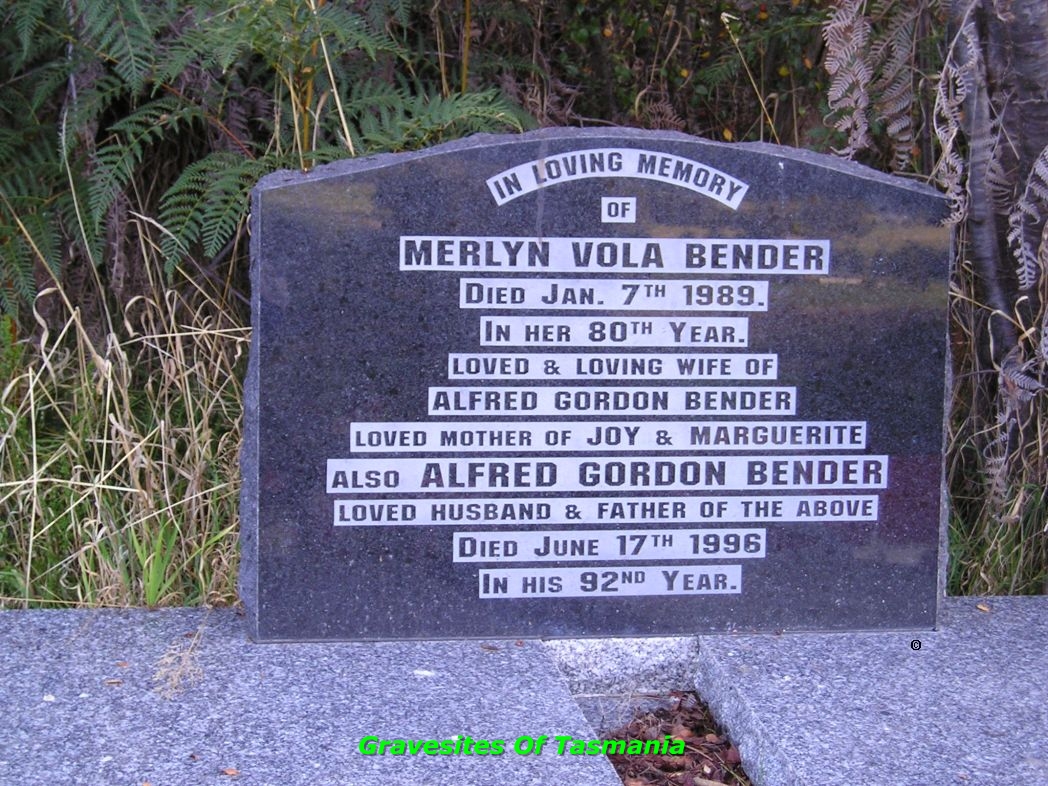 IN LOVING MEMORY
OF
MERLYN VOLA BENDER
DIED JAN. 7TH 1989.
IN HER 80TH YEAR.
LOVED & LOVING WIFE OF
ALFRED GORDON BENDER
LOVED MOTHER OF JOY & MARGUERITE
ALSO ALFRED GORDON BENDER
LOVED HUSBAND & FATHER OF THE ABOVE
DIED JUNE 17TH 1996
IN HIS 92ND YEAR.
©
Gravesites Of Tasmania